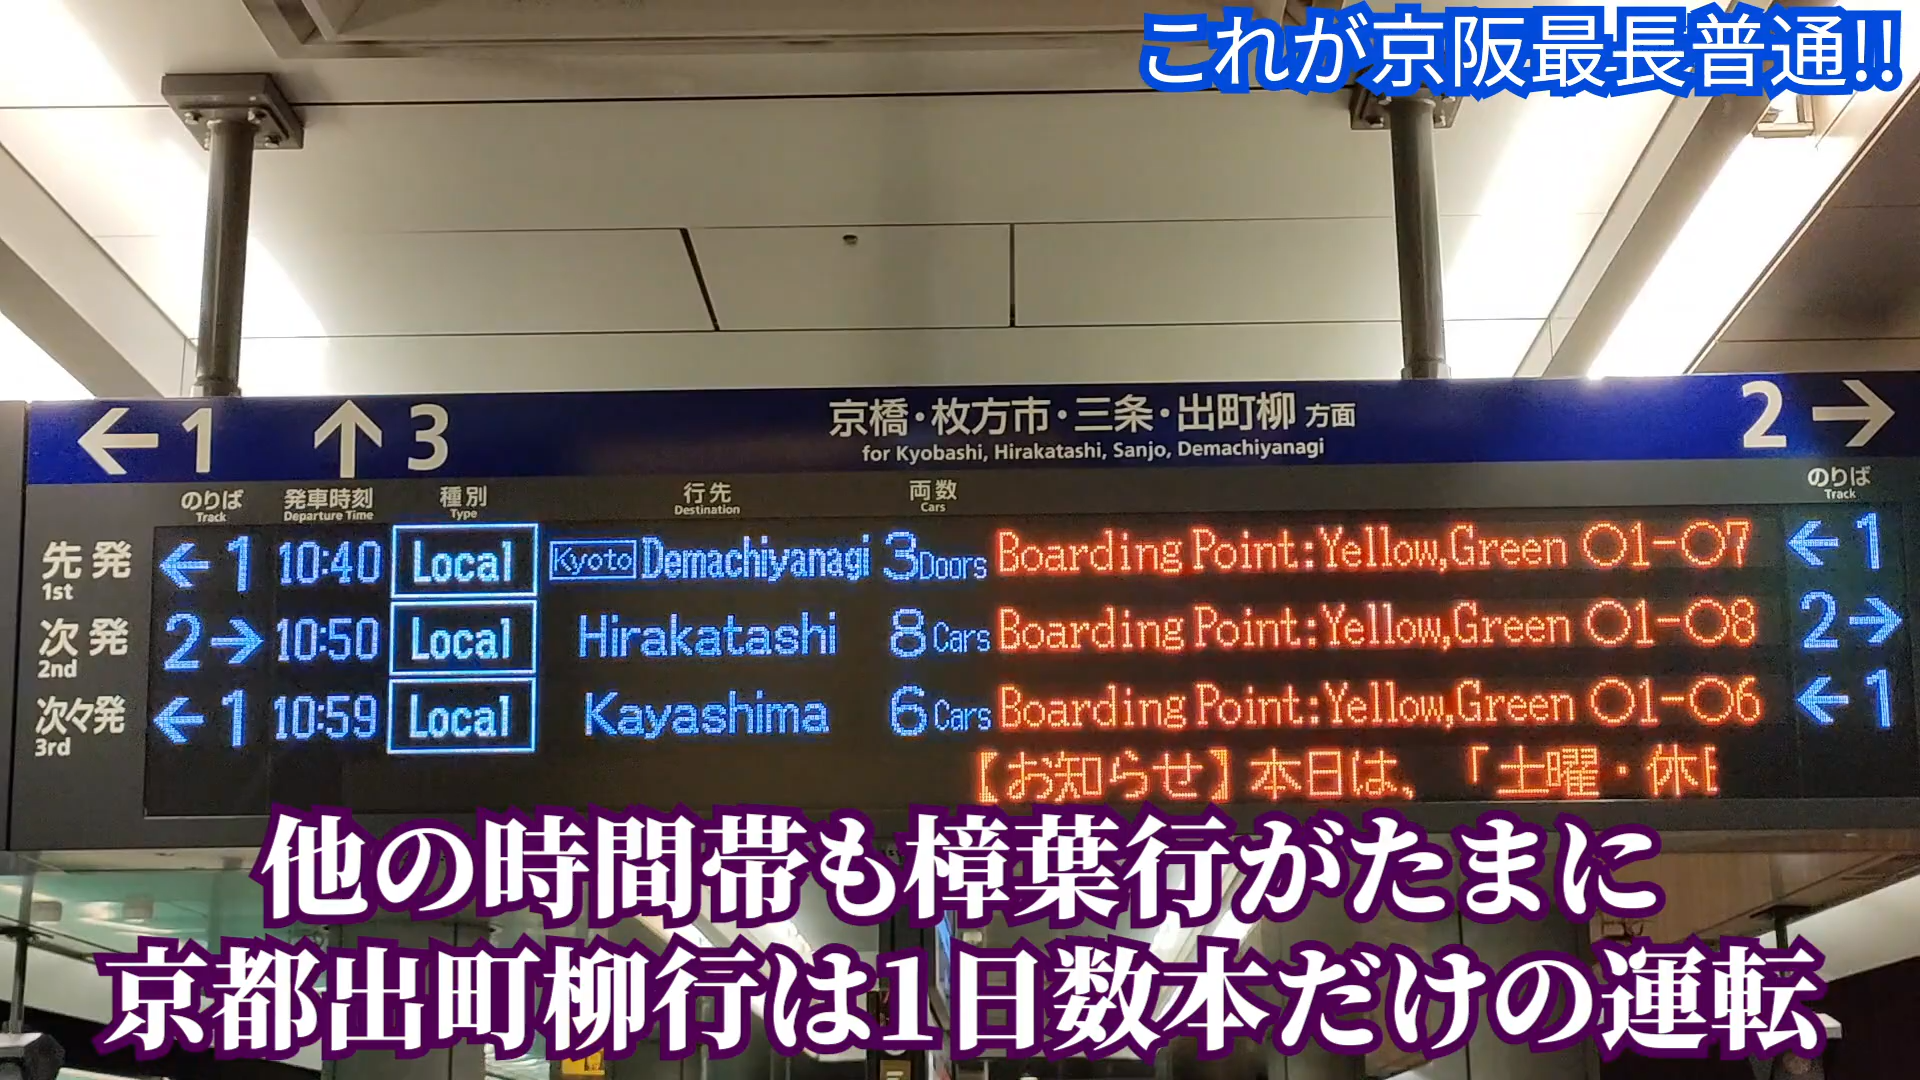 これが京阪最長普通!!
←1 ↑3 京橋・枚方市・三条・出町柳 方面 2→
for Kyobashi, Hirakatashi, Sanjo, Demachiyanagi
のりば 発車時刻 種別 行先 両数 のりば
Track Departure Time Type Destination Cars Track
先発 ←1 10:40 Local Kyoto Demachiyanagi 3Doors Boarding Point:Yellow,Green ○1-○7 ←1
1st
次発 2→ 10:50 Local Hirakatashi 8Cars Boarding Point:Yellow,Green ○1-○8 2→
2nd
次々発 ←1 10:59 Local Kayashima 6Cars Boarding Point:Yellow,Green ○1-○6 ←1
3rd
【お知らせ】本日は、「土曜・休
他の時間帯も樟葉行がたまに
京都出町柳行は1日数本だけの運転